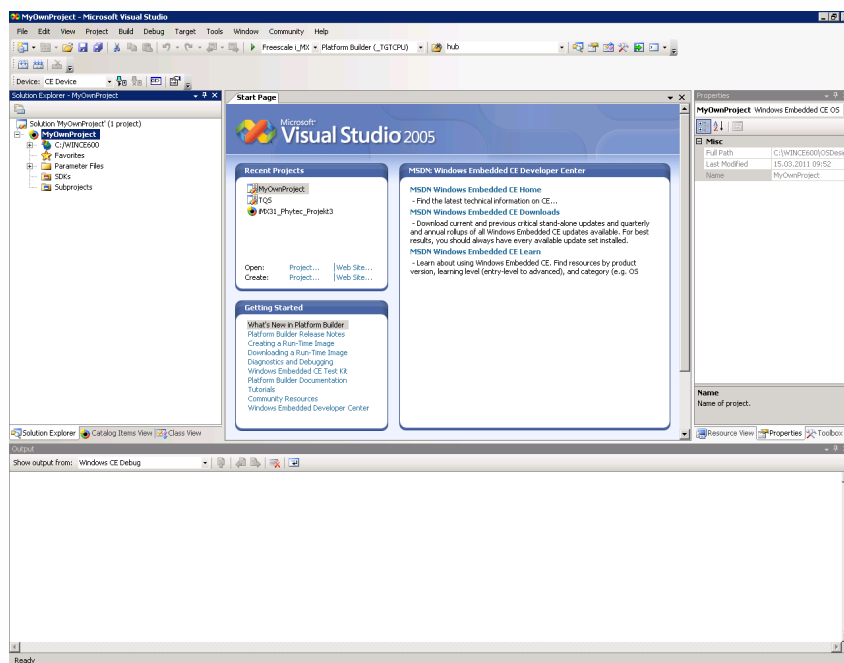 MyOwnProject - Microsoft Visual Studio
File Edit View Project Build Debug Target Tools Window Community Help
Freescale i_MX Platform Builder (_TGTCPU) hub
Device: CE Device
Solution Explorer - MyOwnProject
Solution 'MyOwnProject' (1 project)
MyOwnProject
C:/WINCE600
Favorites
Parameter Files
SDKs
Subprojects
Solution Explorer Catalog Items View Class View
Start Page
Microsoft
Visual Studio 2005
Recent Projects
MyOwnProject
TQS
iMX31_Phytec_Projekt3
Open: Project... Web Site...
Create: Project... Web Site...
Getting Started
What's New in Platform Builder
Platform Builder Release Notes
Creating a Run-Time Image
Downloading a Run-Time Image
Diagnostics and Debugging
Windows Embedded CE Test Kit
Platform Builder Documentation
Tutorials
Community Resources
Windows Embedded Developer Center
MSDN: Windows Embedded CE Developer Center
MSDN Windows Embedded CE Home
- Find the latest technical information on CE...
MSDN Windows Embedded CE Downloads
- Download current and previous critical stand-alone updates and quarterly
and annual rollups of all Windows Embedded CE updates available. For best
results, you should always have every available update set installed.
MSDN Windows Embedded CE Learn
- Learn about using Windows Embedded CE. Find resources by product
version, learning level (entry-level to advanced), and category (e.g. OS
Properties
MyOwnProject Windows Embedded CE OS
Misc
Full Path C:\WINCE600\OSDesi
Last Modified 15.03.2011 09:52
Name MyOwnProject
Name
Name of project.
Resource View Properties Toolbox
Output
Show output from: Windows CE Debug
Ready